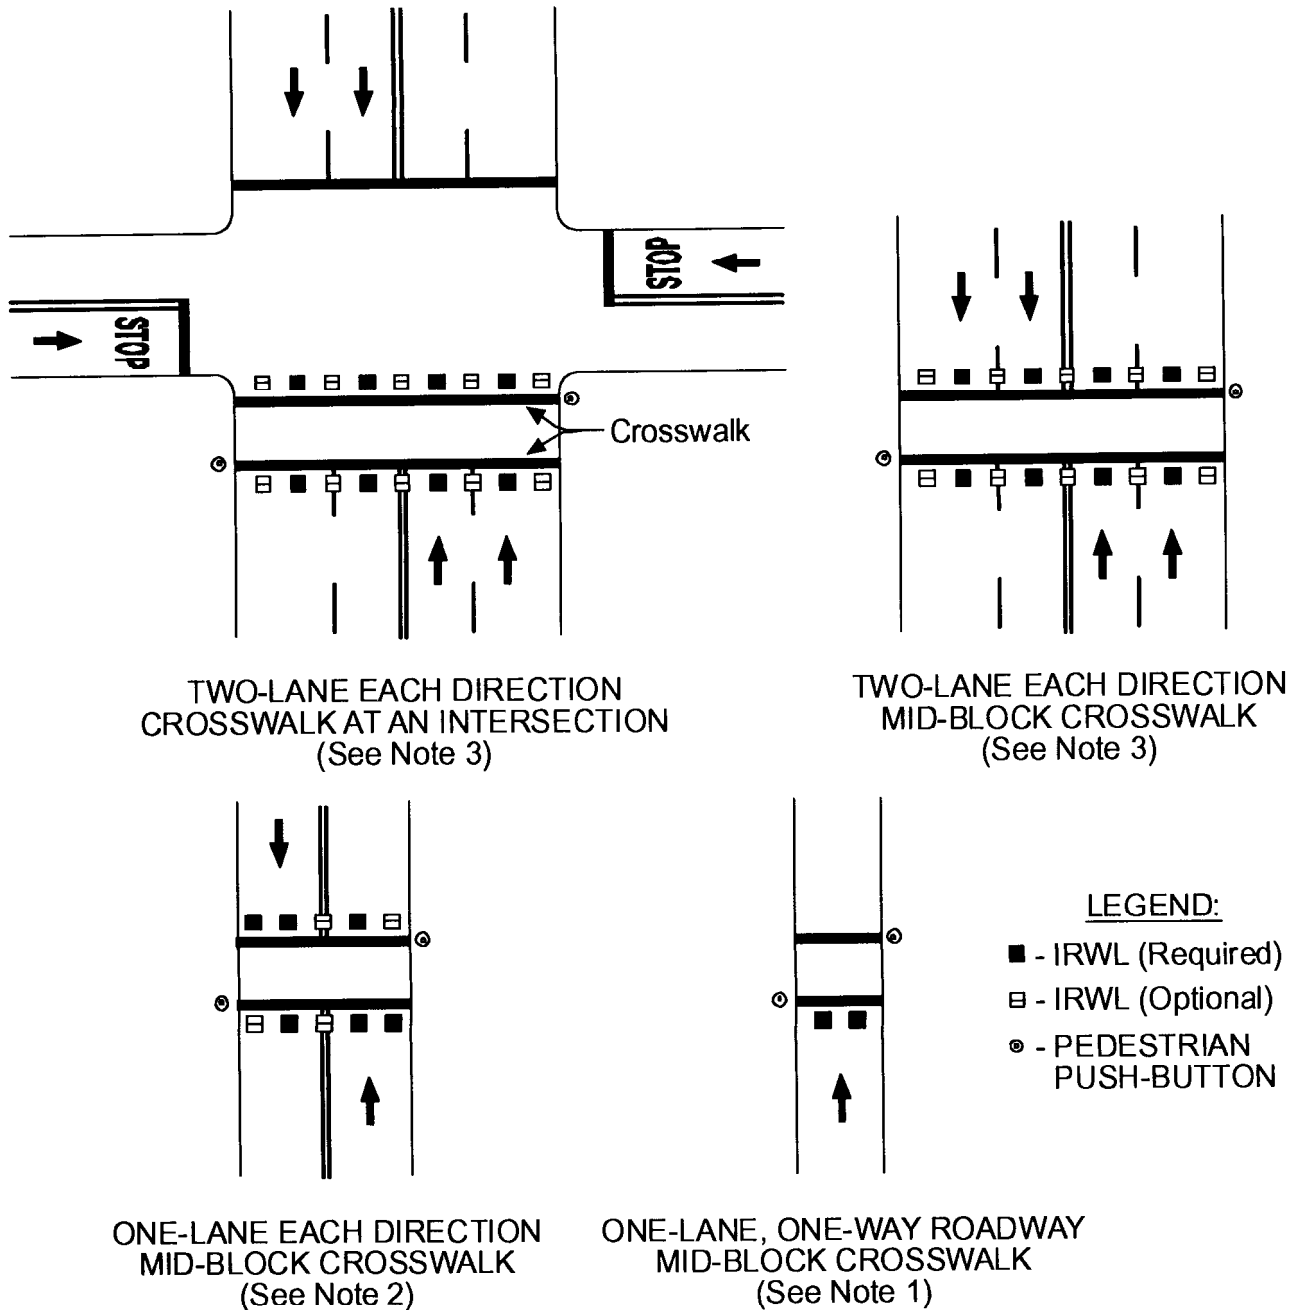 STOP
STOP
Crosswalk
TWO-LANE EACH DIRECTION
CROSSWALK AT AN INTERSECTION
(See Note 3)
TWO-LANE EACH DIRECTION
MID-BLOCK CROSSWALK
(See Note 3)
LEGEND:
- IRWL (Required)
- IRWL (Optional)
- PEDESTRIAN
PUSH-BUTTON
ONE-LANE EACH DIRECTION
MID-BLOCK CROSSWALK
(See Note 2)
ONE-LANE, ONE-WAY ROADWAY
MID-BLOCK CROSSWALK
(See Note 1)